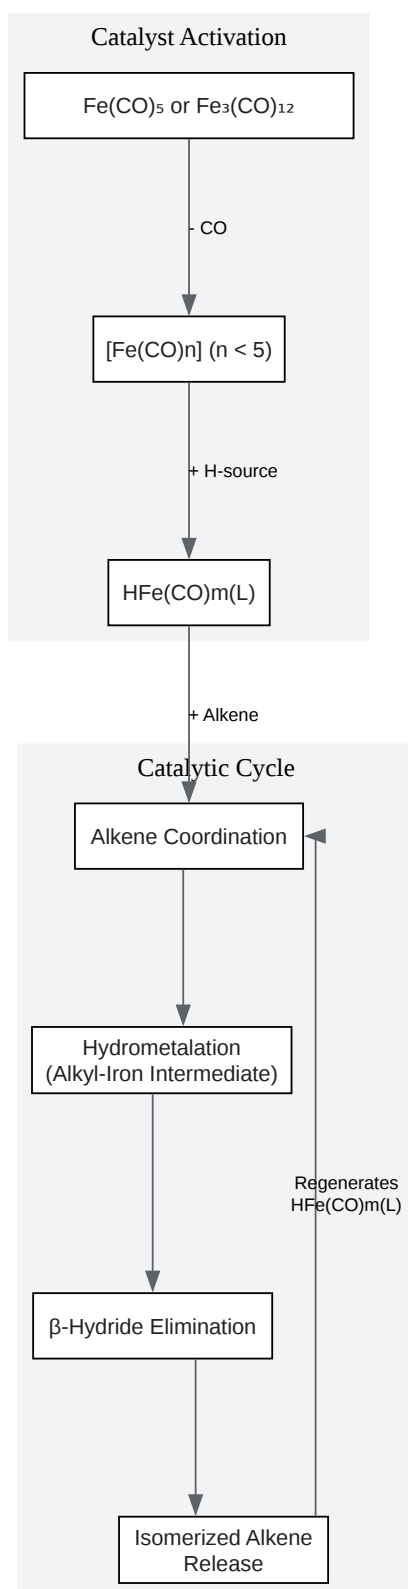 Catalyst Activation
Fe(CO)₅ or Fe₃(CO)₁₂
- CO
[Fe(CO)n] (n < 5)
+ H-source
HFe(CO)m(L)
+ Alkene
Catalytic Cycle
Alkene Coordination
Hydrometalation
(Alkyl-Iron Intermediate)
Regenerates
HFe(CO)m(L)
β-Hydride Elimination
Isomerized Alkene
Release